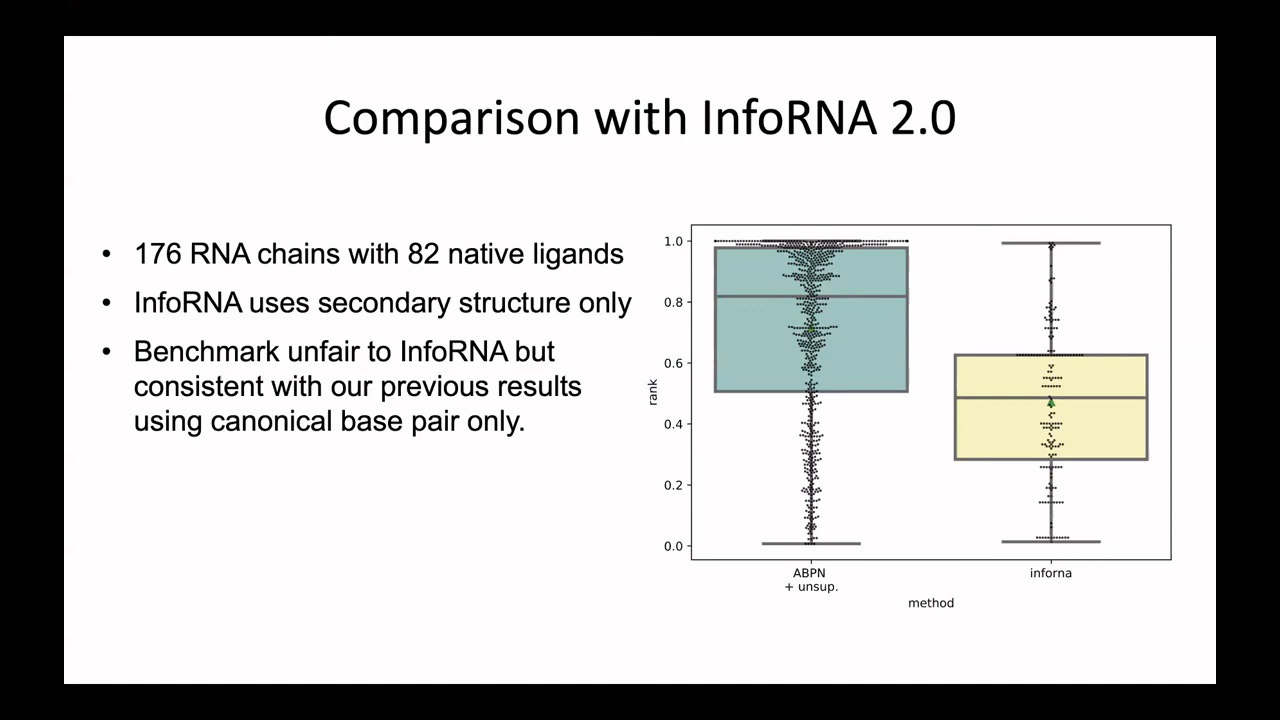 Comparison with InfoRNA 2.0
• 176 RNA chains with 82 native ligands
• InfoRNA uses secondary structure only
• Benchmark unfair to InfoRNA but
consistent with our previous results
using canonical base pair only.
1.0
0.8
0.6
0.4
0.2
0.0
rank
ABPN
+ unsup.
inforna
method